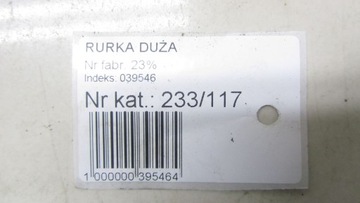 RURKA DUŻA
Nr fabr. 23%
Indeks: 039546
Nr kat.: 233/117
1 000000 395464